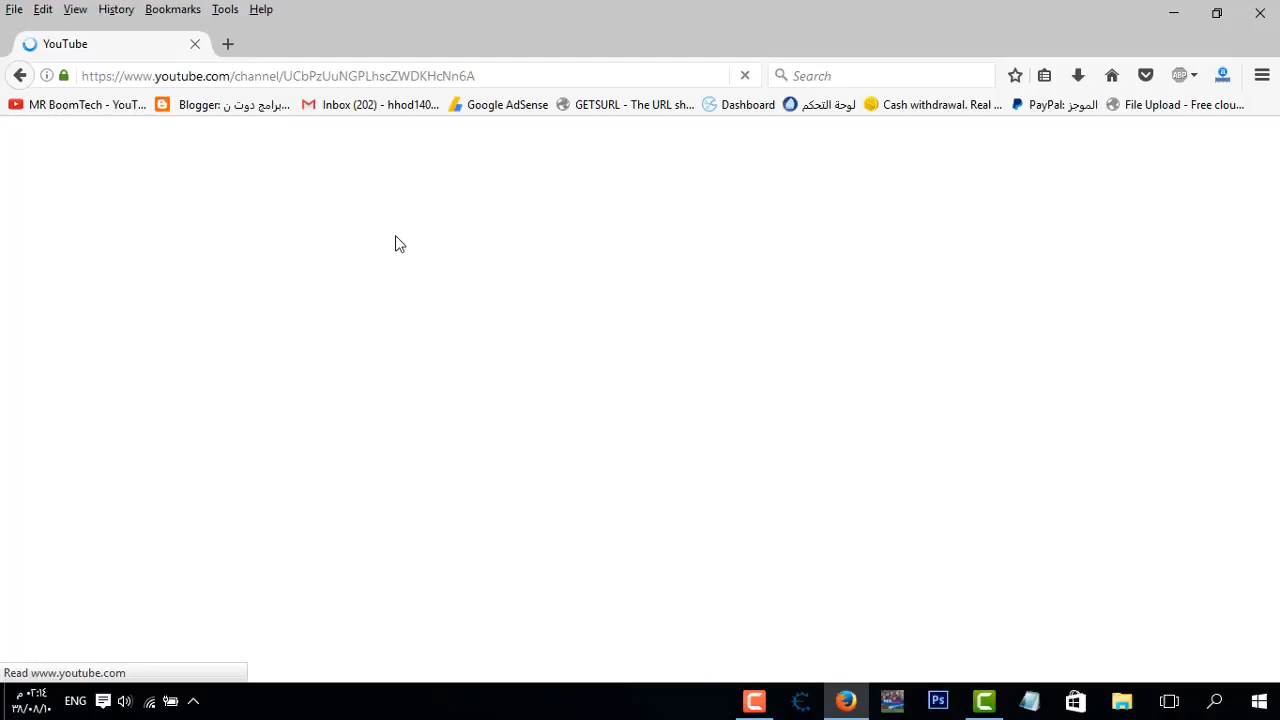 File Edit View History Bookmarks Tools Help
YouTube
https://www.youtube.com/channel/UCbPzUuNGPLhscZWDKHcNn6A
Search
ABP
MR BoomTech - YouT...
Blogger: برامج دوت ن...
Inbox (202) - hhod140...
Google AdSense
GETSURL - The URL sh...
Dashboard
لوحة التحكم
Cash withdrawal. Real ...
PayPal: الموجز
File Upload - Free clou...
Read www.youtube.com
ENG
Ps